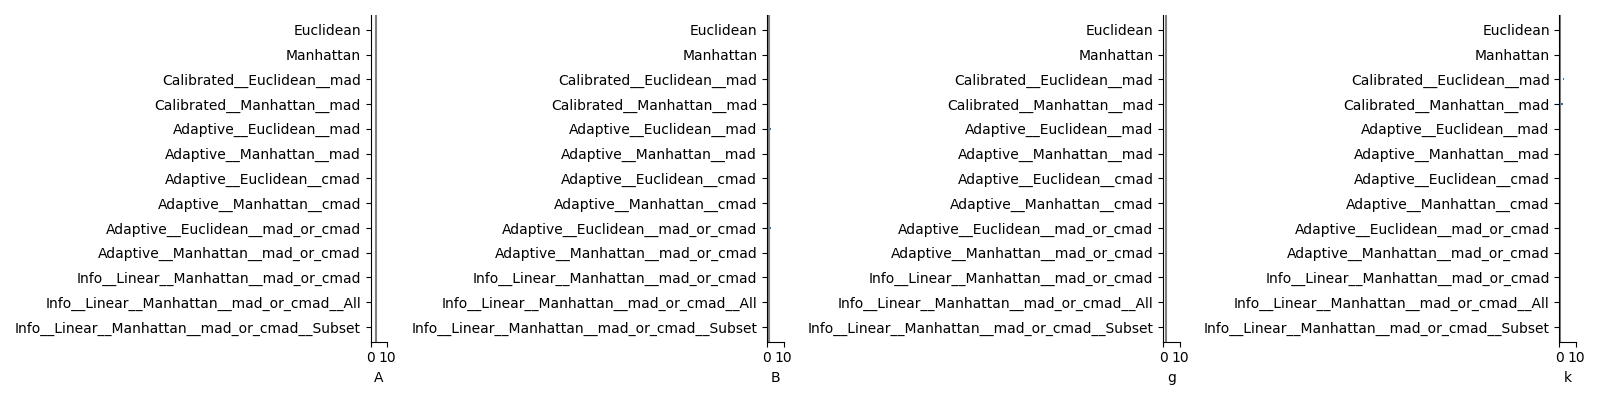 Euclidean
Manhattan
Calibrated__Euclidean__mad
Calibrated__Manhattan__mad
Adaptive__Euclidean__mad
Adaptive__Manhattan__mad
Adaptive__Euclidean__cmad
Adaptive__Manhattan__cmad
Adaptive__Euclidean__mad_or_cmad
Adaptive__Manhattan__mad_or_cmad
Info__Linear__Manhattan__mad_or_cmad
Info__Linear__Manhattan__mad_or_cmad__All
Info__Linear__Manhattan__mad_or_cmad__Subset
0 10
A
Euclidean
Manhattan
Calibrated__Euclidean__mad
Calibrated__Manhattan__mad
Adaptive__Euclidean__mad
Adaptive__Manhattan__mad
Adaptive__Euclidean__cmad
Adaptive__Manhattan__cmad
Adaptive__Euclidean__mad_or_cmad
Adaptive__Manhattan__mad_or_cmad
Info__Linear__Manhattan__mad_or_cmad
Info__Linear__Manhattan__mad_or_cmad__All
Info__Linear__Manhattan__mad_or_cmad__Subset
0 10
B
Euclidean
Manhattan
Calibrated__Euclidean__mad
Calibrated__Manhattan__mad
Adaptive__Euclidean__mad
Adaptive__Manhattan__mad
Adaptive__Euclidean__cmad
Adaptive__Manhattan__cmad
Adaptive__Euclidean__mad_or_cmad
Adaptive__Manhattan__mad_or_cmad
Info__Linear__Manhattan__mad_or_cmad
Info__Linear__Manhattan__mad_or_cmad__All
Info__Linear__Manhattan__mad_or_cmad__Subset
0 10
g
Euclidean
Manhattan
Calibrated__Euclidean__mad
Calibrated__Manhattan__mad
Adaptive__Euclidean__mad
Adaptive__Manhattan__mad
Adaptive__Euclidean__cmad
Adaptive__Manhattan__cmad
Adaptive__Euclidean__mad_or_cmad
Adaptive__Manhattan__mad_or_cmad
Info__Linear__Manhattan__mad_or_cmad
Info__Linear__Manhattan__mad_or_cmad__All
Info__Linear__Manhattan__mad_or_cmad__Subset
0 10
k